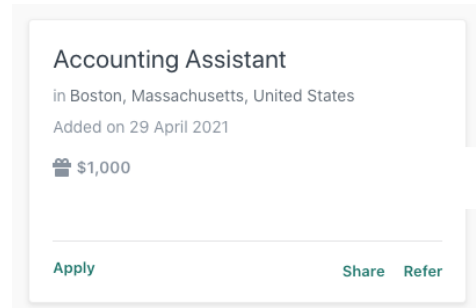 Accounting Assistant
in Boston, Massachusetts, United States
Added on 29 April 2021
$1,000
Apply Share Refer